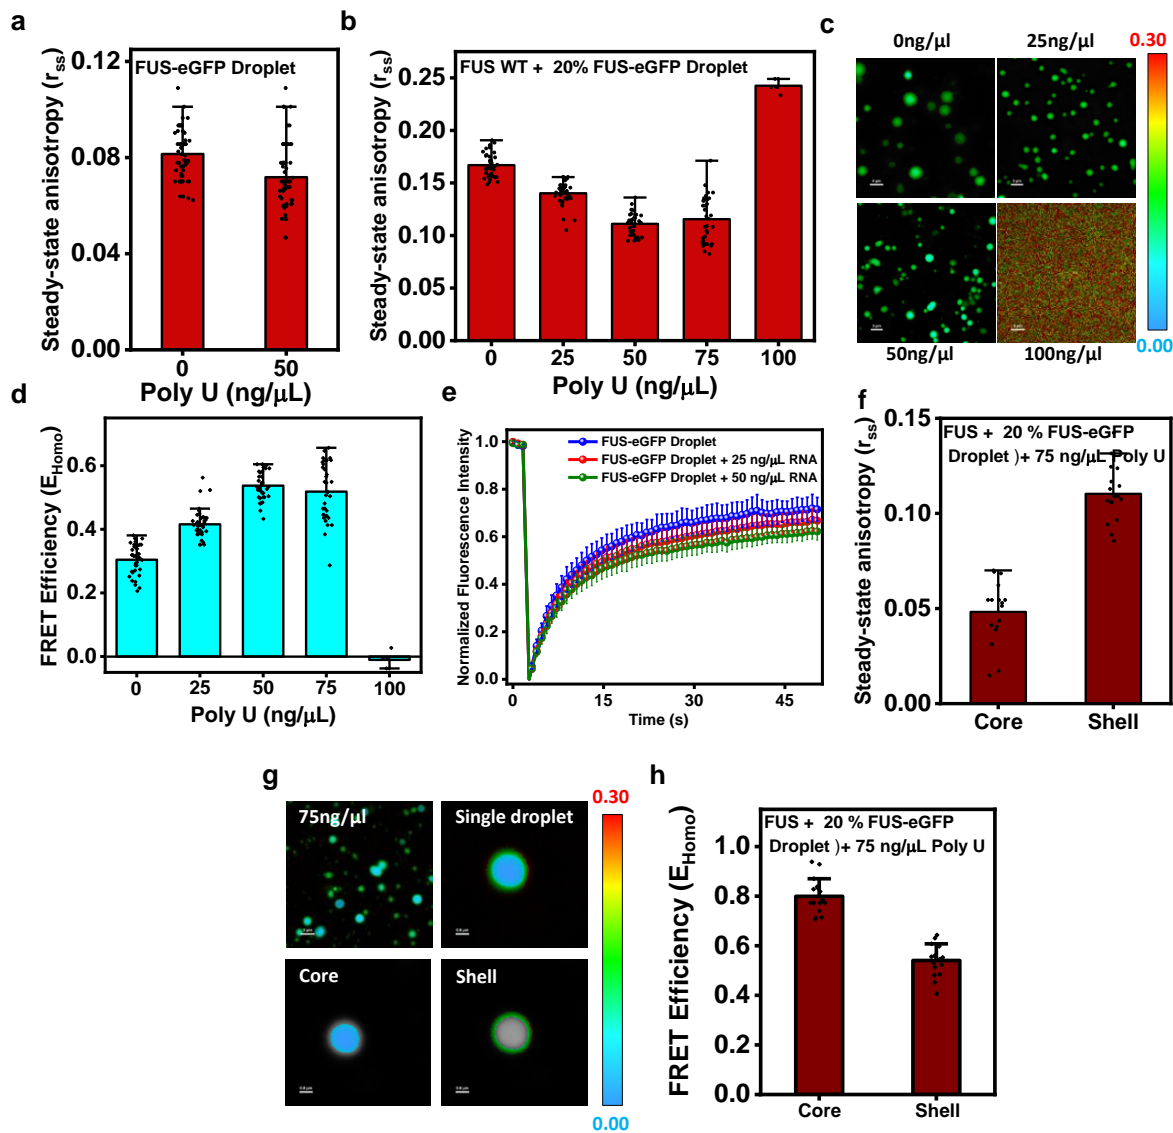 a
FUS-eGFP Droplet
Steady-state anisotropy (rss)
0.12
0.08
0.04
0.00
0
50
Poly U (ng/μL)
b
FUS WT + 20% FUS-eGFP Droplet
Steady-state anisotropy (rss)
0.25
0.20
0.15
0.10
0.05
0.00
0
25
50
75
100
Poly U (ng/μL)
c
0ng/μl
25ng/μl
50ng/μl
100ng/μl
0.30
0.00
d
FRET Efficiency (EHomo)
0.6
0.4
0.2
0.0
0
25
50
75
100
Poly U (ng/μL)
e
FUS-eGFP Droplet
FUS-eGFP Droplet + 25 ng/μL RNA
FUS-eGFP Droplet + 50 ng/μL RNA
Normalized Fluorescence Intensity
1.0
0.8
0.6
0.4
0.2
0.0
0
15
30
45
Time (s)
f
FUS + 20 % FUS-eGFP
Droplet )+ 75 ng/μL Poly U
Steady-state anisotropy (rss)
0.15
0.10
0.05
0.00
Core
Shell
g
75ng/μl
Single droplet
Core
Shell
0.30
0.00
h
FUS + 20 % FUS-eGFP
Droplet )+ 75 ng/μL Poly U
FRET Efficiency (EHomo)
1.0
0.8
0.6
0.4
0.2
0.0
Core
Shell